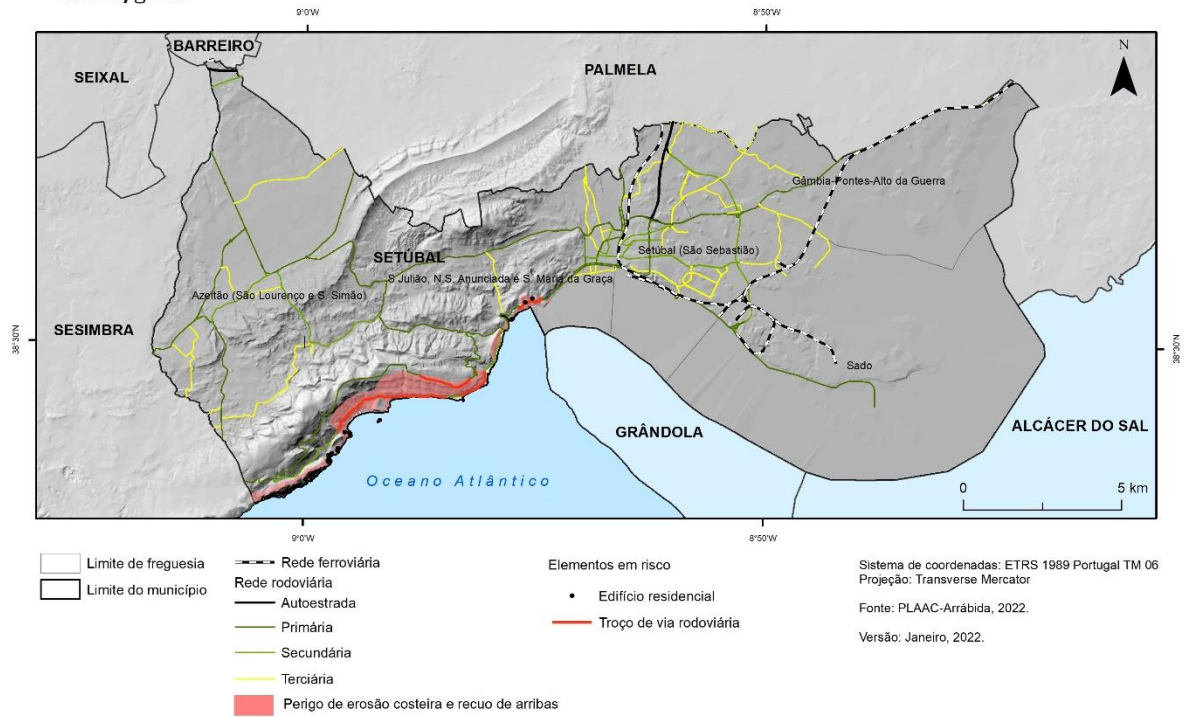 9°0'W
8°50'W
BARREIRO
SEIXAL
PALMELA
N
Gâmbia-Pontes-Alto da Guerra
SETÚBAL
Setúbal (São Sebastião)
S Julião, N.S. Anunciada e S. Maria da Graça
Azeitão (São Lourenço e S. Simão)
SESIMBRA
38°30'N
38°30'N
Sado
GRÂNDOLA
ALCÁCER DO SAL
Oceano Atlântico
0
5 km
9°0'W
8°50'W
Limite de freguesia
Limite do município
Rede ferroviária
Rede rodoviária
Autoestrada
Primária
Secundária
Terciária
Perigo de erosão costeira e recuo de arribas
Elementos em risco
Edifício residencial
Troço de via rodoviária
Sistema de coordenadas: ETRS 1989 Portugal TM 06
Projeção: Transverse Mercator
Fonte: PLAAC-Arrábida, 2022.
Versão: Janeiro, 2022.